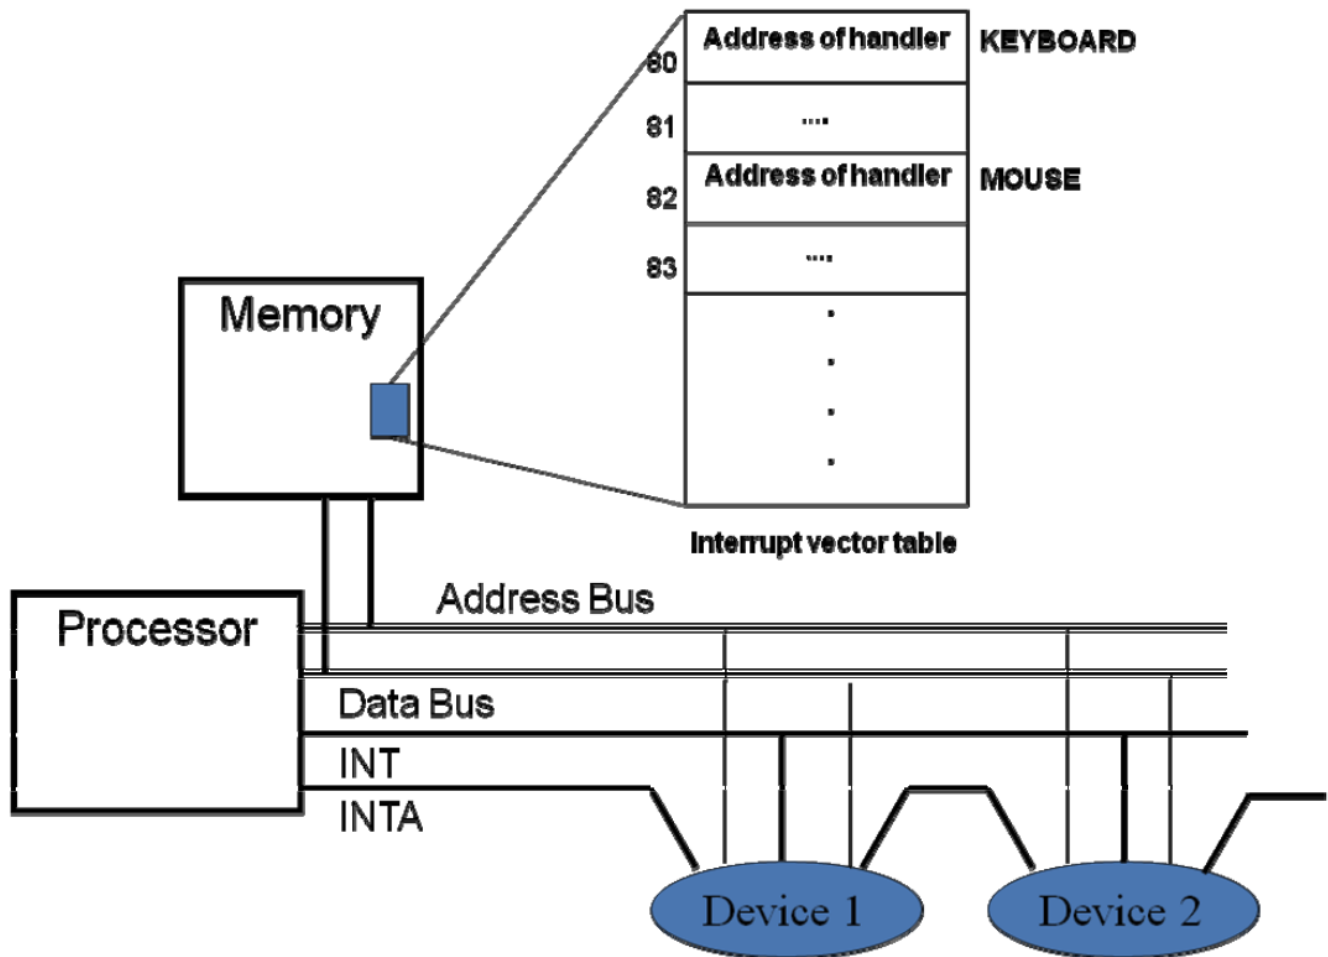 Address of handler KEYBOARD
80
81 ....
Address of handler MOUSE
82
83 ....
Memory
Interrupt vector table
Address Bus
Processor
Data Bus
INT
INTA
Device 1 Device 2